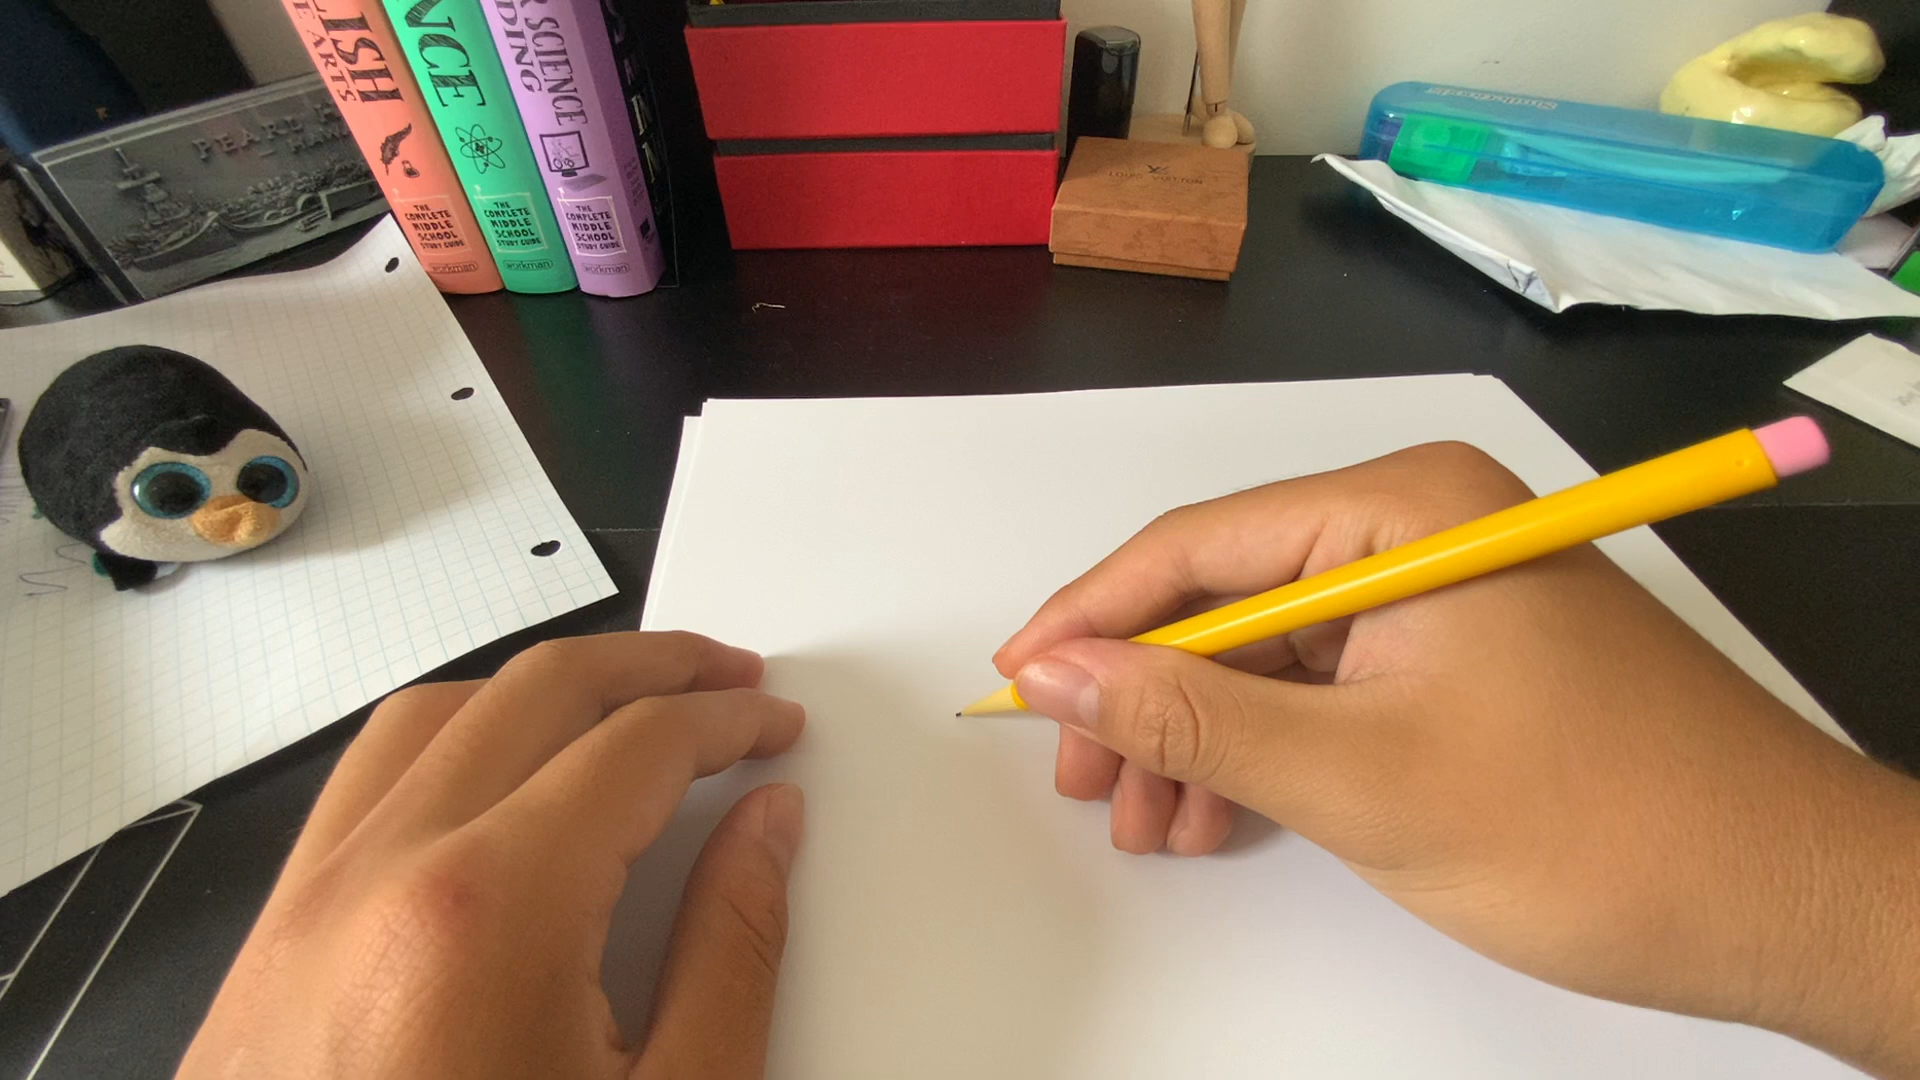 PEARL
LISH
E ARTS
THE
COMPLETE
MIDDLE
SCHOOL
STUDY GUIDE
workman
NCE
THE
COMPLETE
MIDDLE
SCHOOL
STUDY GUIDE
workman
R SCIENCE
DING
THE
COMPLETE
MIDDLE
SCHOOL
STUDY GUIDE
workman
LOUIS VUITTON